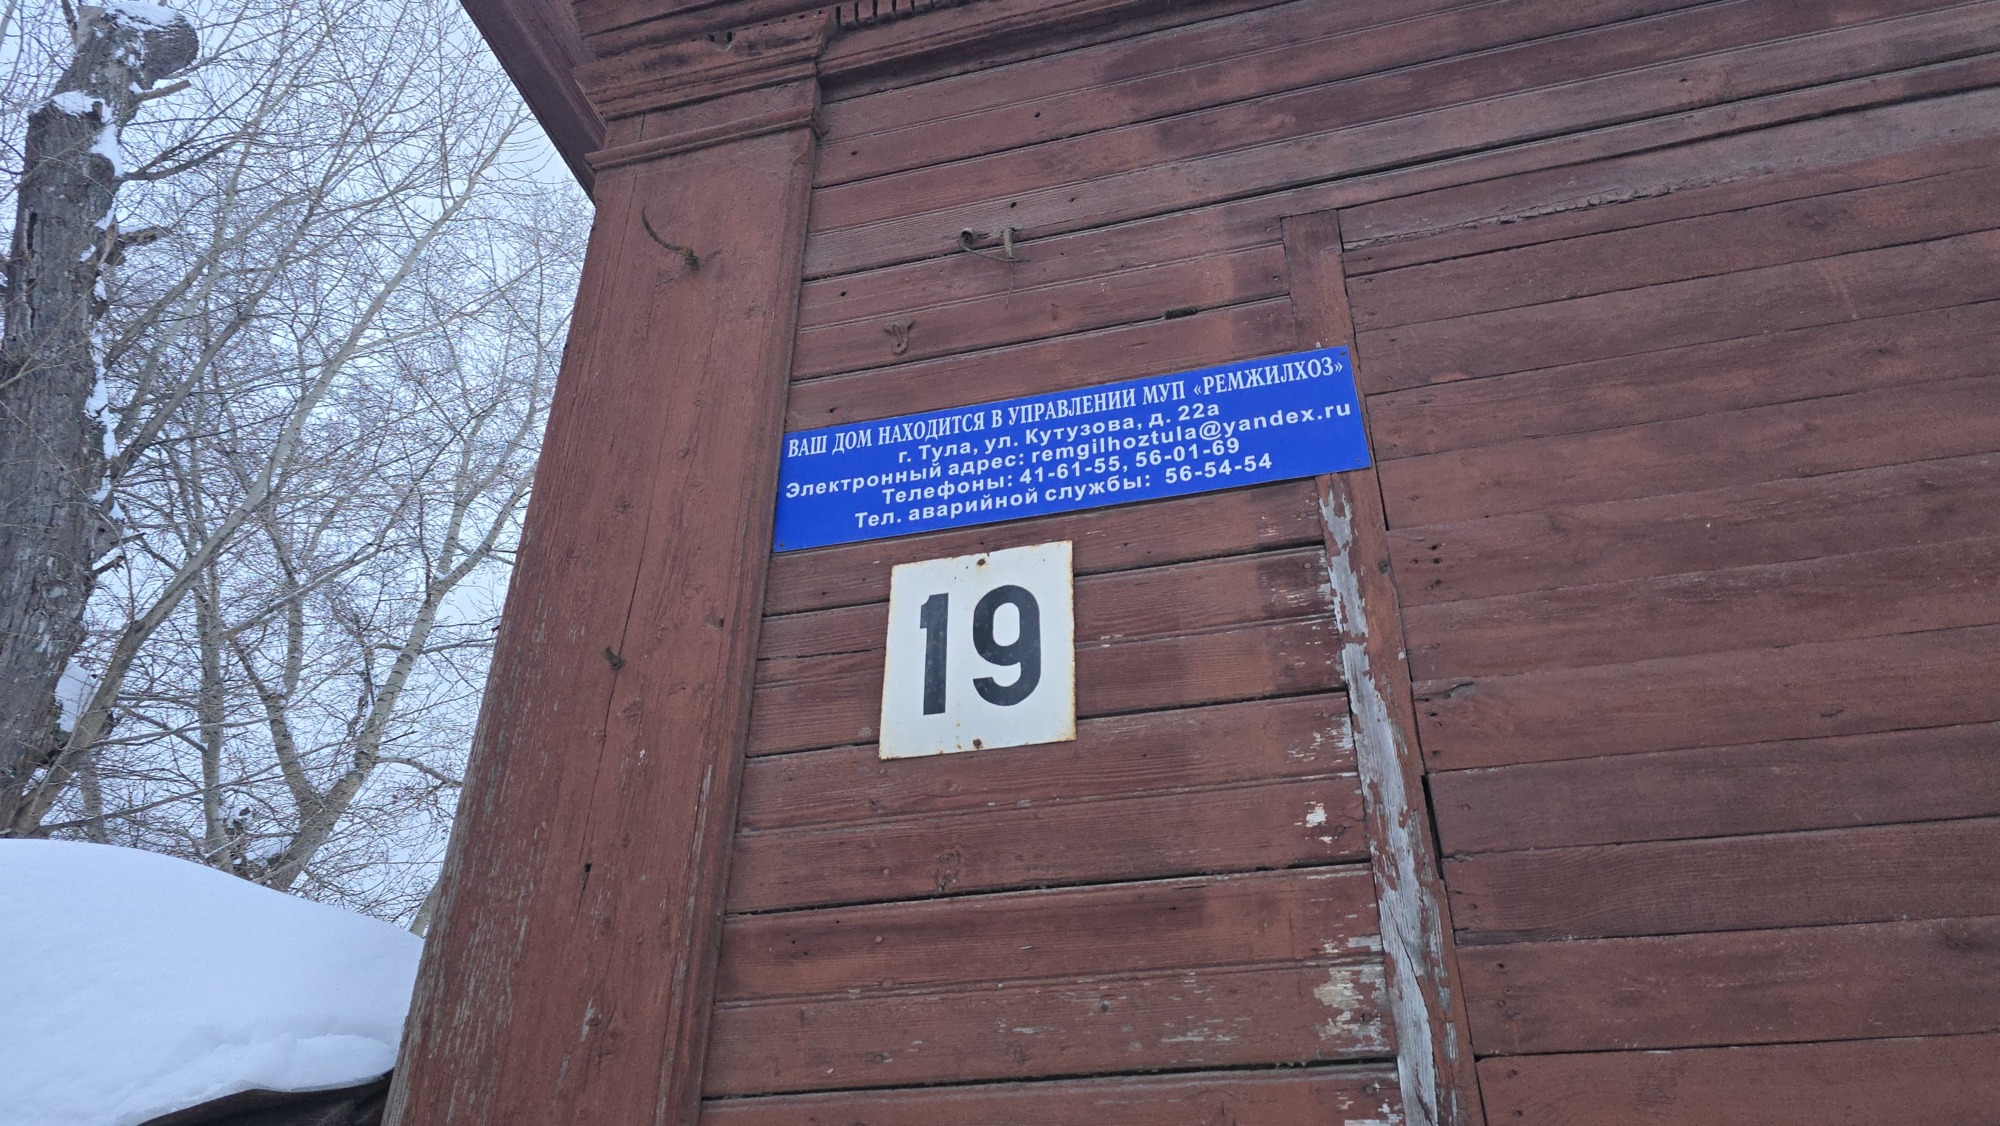 ВАШ ДОМ НАХОДИТСЯ В УПРАВЛЕНИИ МУП «РЕМЖИЛХОЗ»
г. Тула, ул. Кутузова, д. 22а
Электронный адрес: remgilhoztula@yandex.ru
Телефоны: 41-61-55, 56-01-69
Тел. аварийной службы: 56-54-54
19